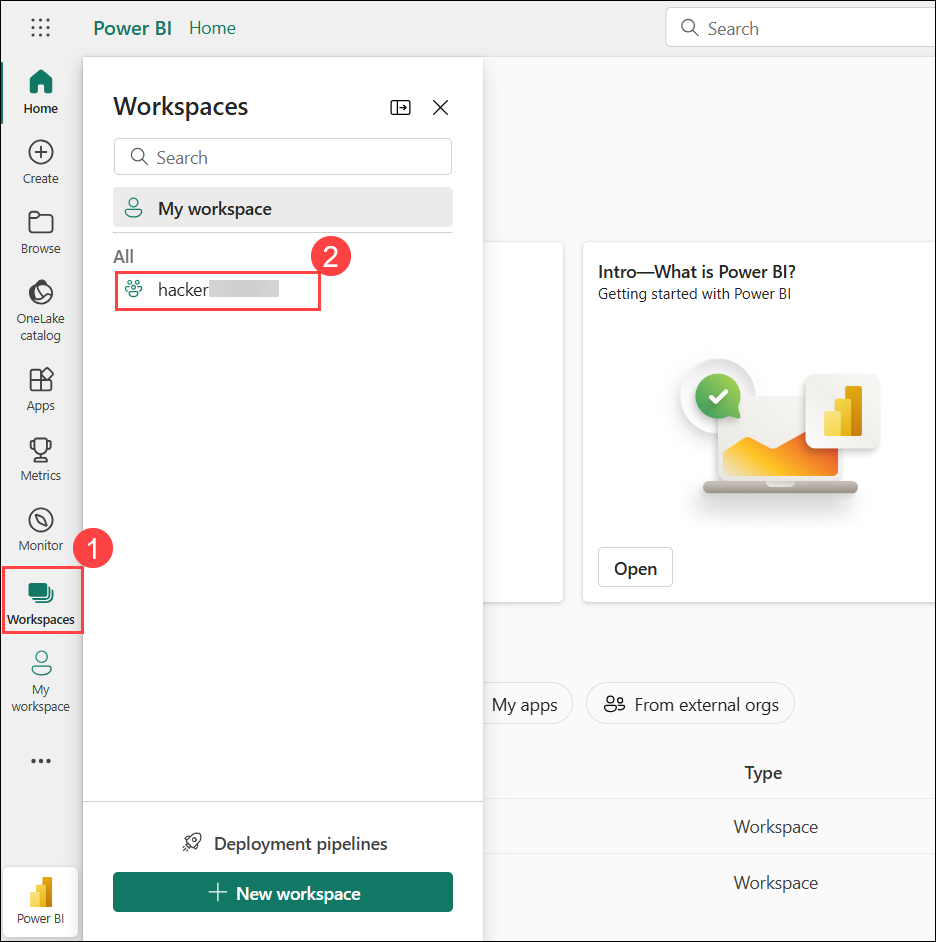 Power BI Home
Search
Home
Create
Browse
OneLake
catalog
Apps
Metrics
Monitor
1
Workspaces
My
workspace
Power BI
Workspaces
Search
My workspace
All
2
hacker
Deployment pipelines
New workspace
Intro—What is Power BI?
Getting started with Power BI
Open
My apps
From external orgs
Type
Workspace
Workspace